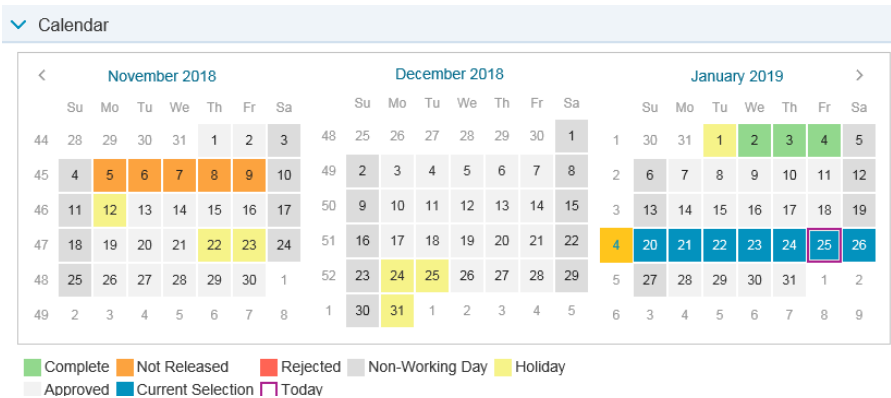 Calendar
< November 2018 December 2018 January 2019 >
Su Mo Tu We Th Fr Sa Su Mo Tu We Th Fr Sa Su Mo Tu We Th Fr Sa
44 28 29 30 31 1 2 3 48 25 26 27 28 29 30 1 1 30 31 1 2 3 4 5
45 4 5 6 7 8 9 10 49 2 3 4 5 6 7 8 2 6 7 8 9 10 11 12
46 11 12 13 14 15 16 17 50 9 10 11 12 13 14 15 3 13 14 15 16 17 18 19
47 18 19 20 21 22 23 24 51 16 17 18 19 20 21 22 4 20 21 22 23 24 25 26
48 25 26 27 28 29 30 1 52 23 24 25 26 27 28 29 5 27 28 29 30 31 1 2
49 2 3 4 5 6 7 8 1 30 31 1 2 3 4 5 6 3 4 5 6 7 8 9
Complete Not Released Rejected Non-Working Day Holiday
Approved Current Selection Today